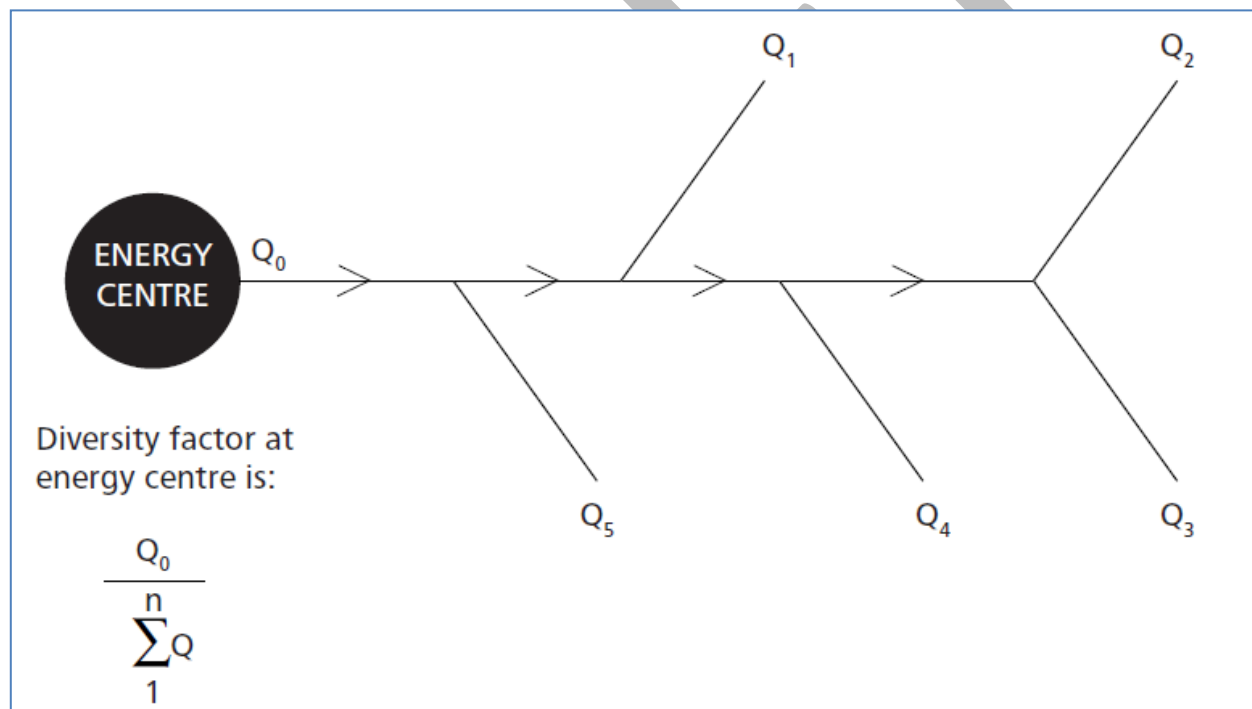 Q₁
Q₂
ENERGY
CENTRE
Q₀
Diversity factor at
energy centre is:
Q₅
Q₄
Q₃
Q₀
n
∑Q
1